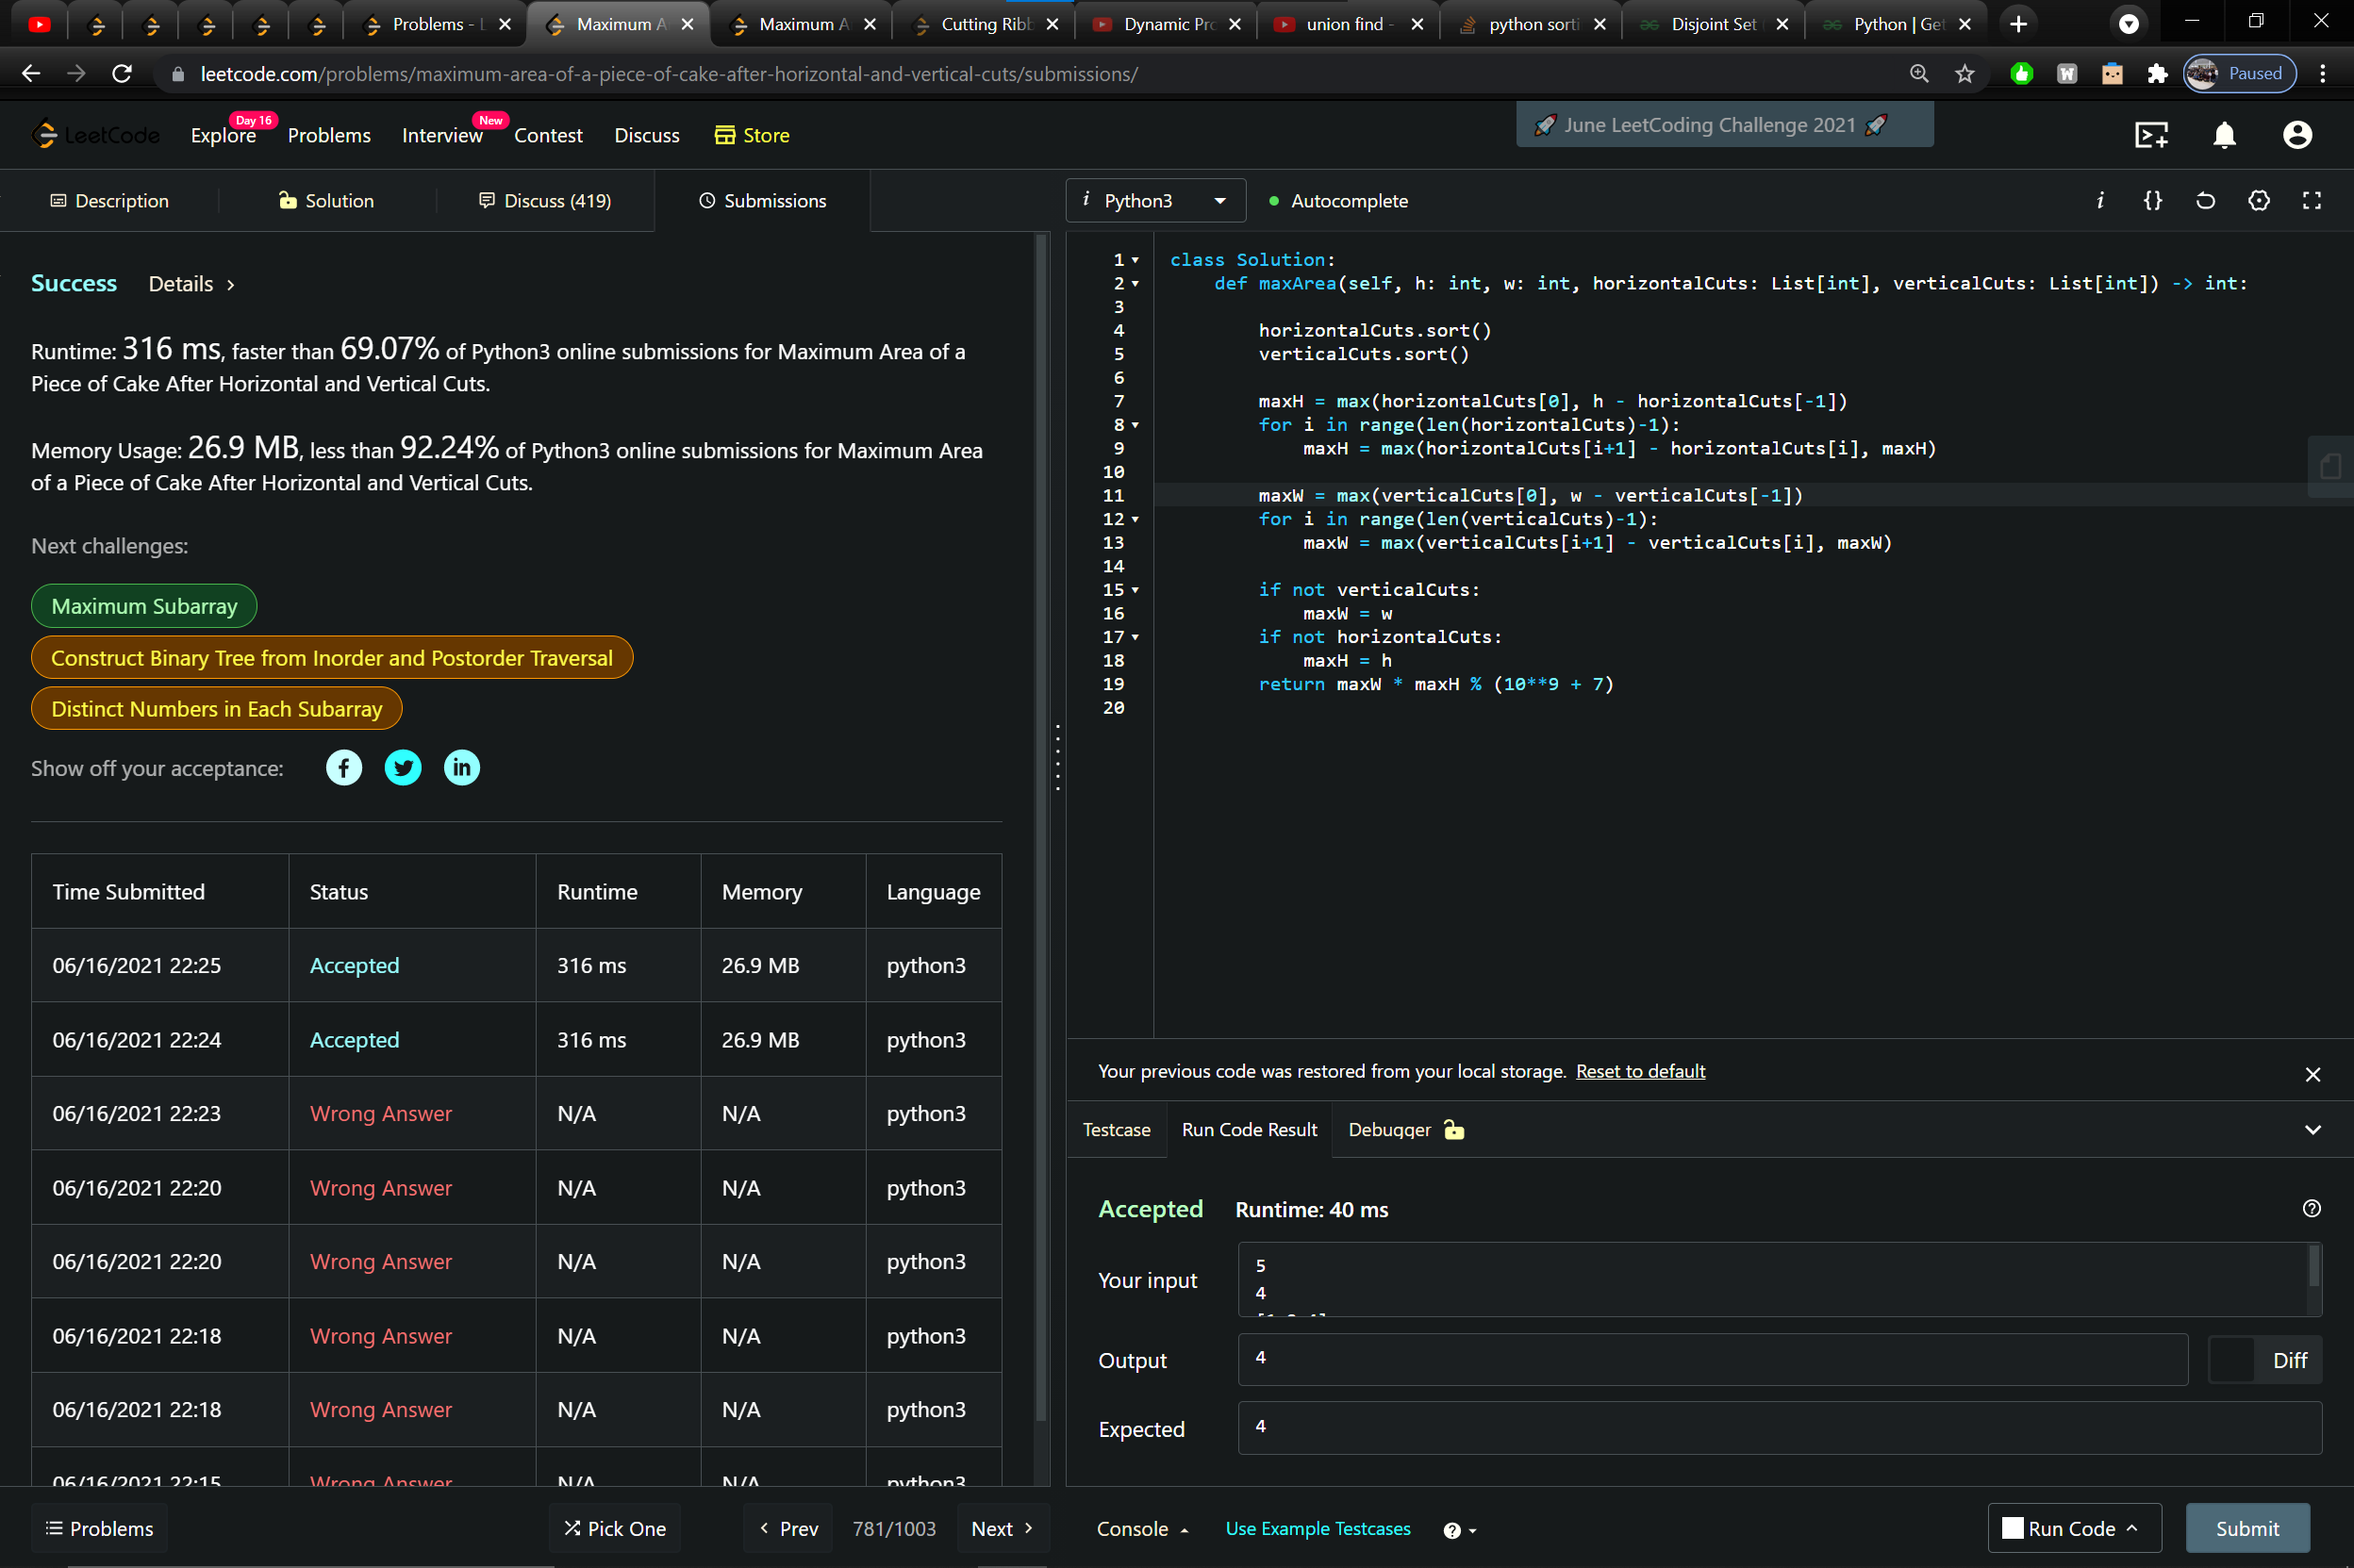 Problems - L
Maximum A
Maximum A
Cutting Ribb
Dynamic Pro
union find -
python sorti
Disjoint Set
Python | Get
leetcode.com/problems/maximum-area-of-a-piece-of-cake-after-horizontal-and-vertical-cuts/submissions/
Paused
LeetCode
Explore
Day 16
Problems
Interview
New
Contest
Discuss
Store
🚀 June LeetCoding Challenge 2021 🚀
Description
Solution
Discuss (419)
Submissions
i Python3
Autocomplete
i
{}
Success
Details >
Runtime: 316 ms, faster than 69.07% of Python3 online submissions for Maximum Area of a
Piece of Cake After Horizontal and Vertical Cuts.
Memory Usage: 26.9 MB, less than 92.24% of Python3 online submissions for Maximum Area
of a Piece of Cake After Horizontal and Vertical Cuts.
Next challenges:
Maximum Subarray
Construct Binary Tree from Inorder and Postorder Traversal
Distinct Numbers in Each Subarray
Show off your acceptance:
Time Submitted Status Runtime Memory Language
06/16/2021 22:25 Accepted 316 ms 26.9 MB python3
06/16/2021 22:24 Accepted 316 ms 26.9 MB python3
06/16/2021 22:23 Wrong Answer N/A N/A python3
06/16/2021 22:20 Wrong Answer N/A N/A python3
06/16/2021 22:20 Wrong Answer N/A N/A python3
06/16/2021 22:18 Wrong Answer N/A N/A python3
06/16/2021 22:18 Wrong Answer N/A N/A python3
06/16/2021 22:15 Wrong Answer N/A N/A python3
Problems
Pick One
< Prev
781/1003
Next >
1 class Solution:
2 def maxArea(self, h: int, w: int, horizontalCuts: List[int], verticalCuts: List[int]) -> int:
3
4 horizontalCuts.sort()
5 verticalCuts.sort()
6
7 maxH = max(horizontalCuts[0], h - horizontalCuts[-1])
8 for i in range(len(horizontalCuts)-1):
9 maxH = max(horizontalCuts[i+1] - horizontalCuts[i], maxH)
10
11 maxW = max(verticalCuts[0], w - verticalCuts[-1])
12 for i in range(len(verticalCuts)-1):
13 maxW = max(verticalCuts[i+1] - verticalCuts[i], maxW)
14
15 if not verticalCuts:
16 maxW = w
17 if not horizontalCuts:
18 maxH = h
19 return maxW * maxH % (10**9 + 7)
20
Your previous code was restored from your local storage. Reset to default
Testcase
Run Code Result
Debugger
Accepted
Runtime: 40 ms
Your input
5
4
Output
4
Diff
Expected
4
Console
Use Example Testcases
Run Code
Submit